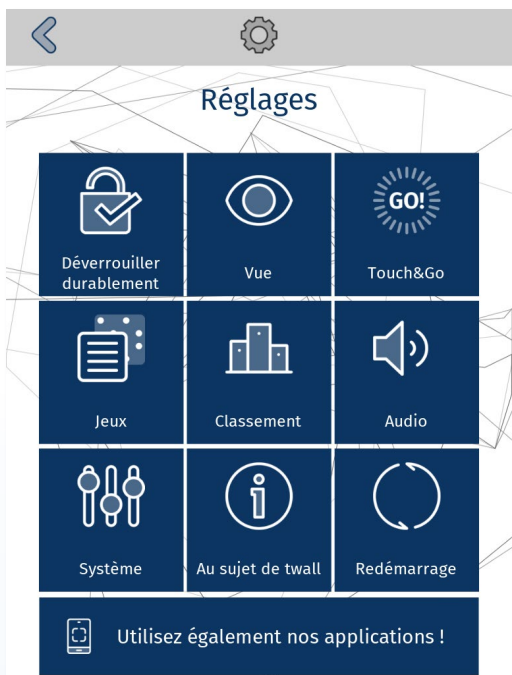 Réglages
GO!
Déverrouiller
durablement
Vue
Touch&Go
Jeux
Classement
Audio
Système
Au sujet de twall
Redémarrage
Utilisez également nos applications !